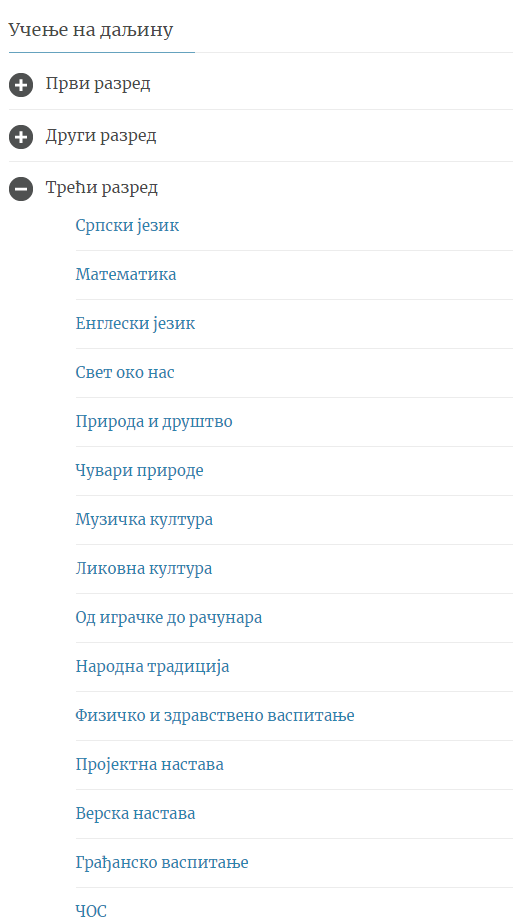 Учење на даљину
Први разред
Други разред
Трећи разред
Српски језик
Математика
Енглески језик
Свет око нас
Природа и друштво
Чувари природе
Музичка култура
Ликовна култура
Од играчке до рачунара
Народна традиција
Физичко и здравствено васпитање
Пројектна настава
Верска настава
Грађанско васпитање
ЧОС